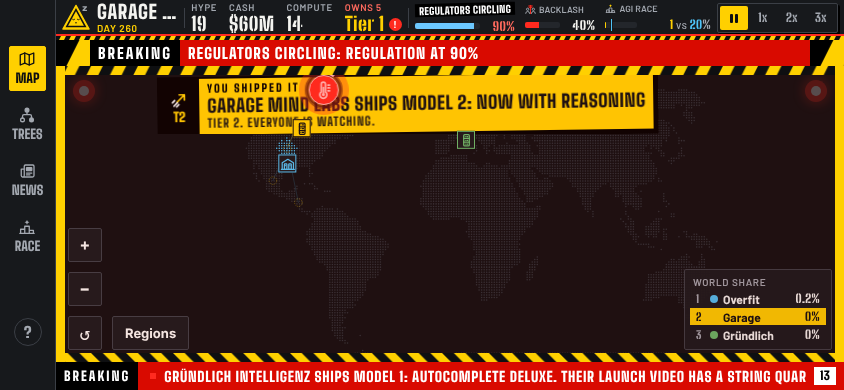 GARAGE ...
DAY 260
HYPE
19
CASH
$60M
COMPUTE
14
OWNS 5
Tier 1 !
REGULATORS CIRCLING
90%
BACKLASH
40%
AGI RACE
1 vs 20%
1x
2x
3x
BREAKING
REGULATORS CIRCLING: REGULATION AT 90%
MAP
TREES
NEWS
RACE
?
T2
YOU SHIPPED IT
GARAGE MIND LABS SHIPS MODEL 2: NOW WITH REASONING
TIER 2. EVERYONE IS WATCHING.
+
−
↺
Regions
WORLD SHARE
1 Overfit 0.2%
2 Garage 0%
3 Gründlich 0%
BREAKING
GRÜNDLICH INTELLIGENZ SHIPS MODEL 1: AUTOCOMPLETE DELUXE. THEIR LAUNCH VIDEO HAS A STRING QUAR
13